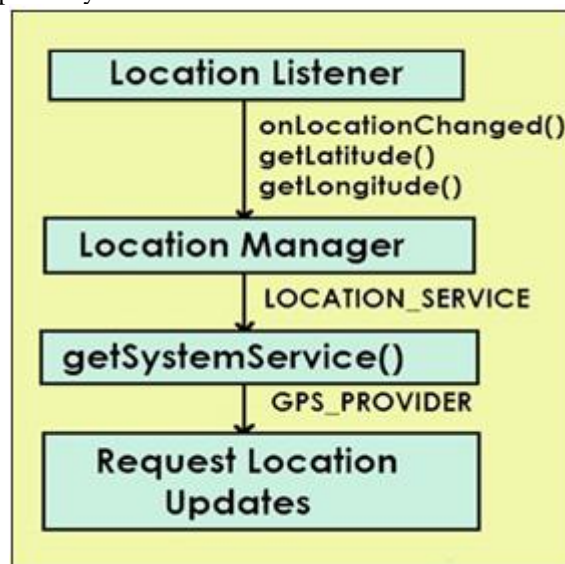 Location Listener
onLocationChanged()
getLatitude()
getLongitude()
Location Manager
LOCATION_SERVICE
getSystemService()
GPS_PROVIDER
Request Location
Updates